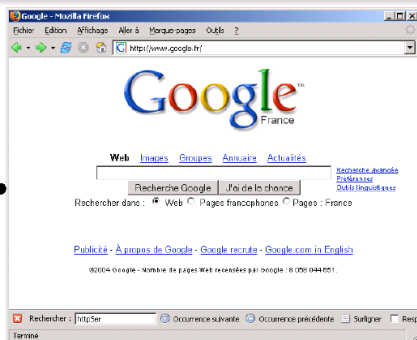 Google - Mozilla Firefox
Fichier Edition Affichage Aller à Marque-pages Outils ?
http://www.google.fr/
Google™
France
Web Images Groupes Annuaire Actualités
Recherche avancée
Préférences
Outils linguistiques
Recherche Google J'ai de la chance
Rechercher dans : Web Pages francophones Pages : France
Publicité - À propos de Google - Google recrute - Google.com in English
©2004 Google - Nombre de pages Web recensées par Google : 8 058 044 651.
Rechercher : httpSer Occurrence suivante Occurrence précédente Surligner Resp
Terminé